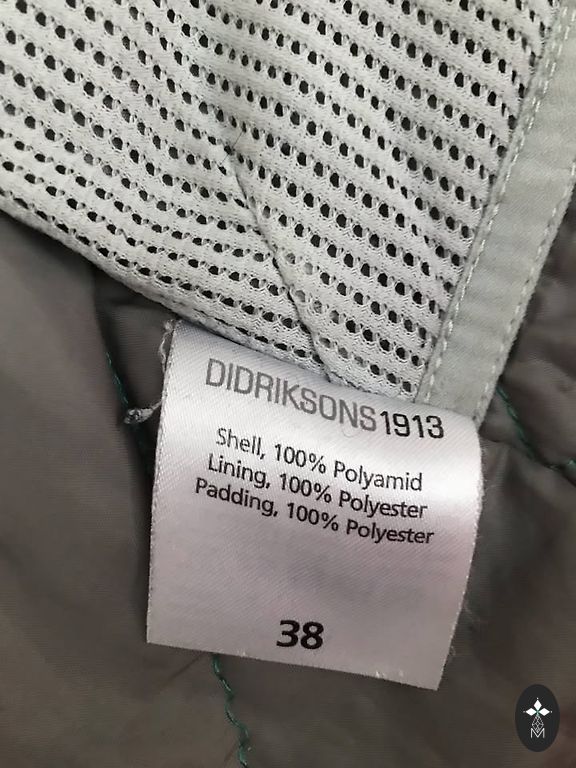 DIDRIKSONS1913
Shell, 100% Polyamid
Lining, 100% Polyester
Padding, 100% Polyester
38
M